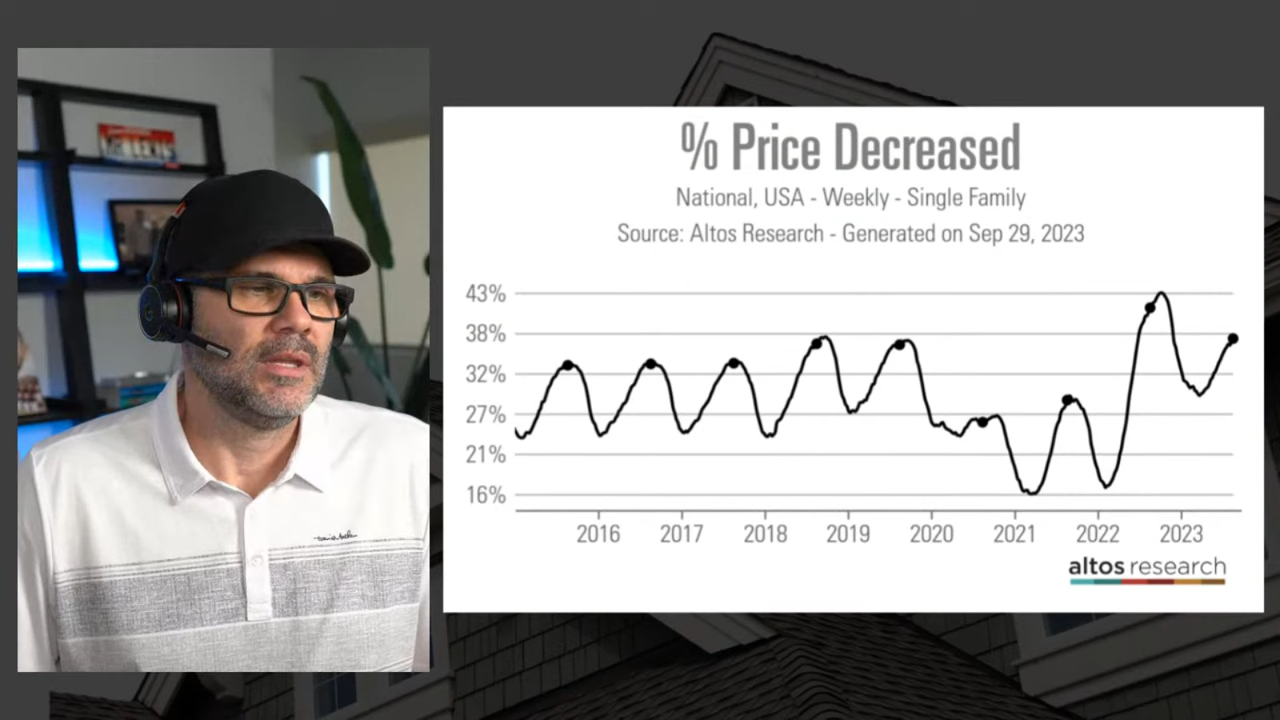 % Price Decreased
National, USA - Weekly - Single Family
Source: Altos Research - Generated on Sep 29, 2023
43%
38%
32%
27%
21%
16%
2016 2017 2018 2019 2020 2021 2022 2023
altos research